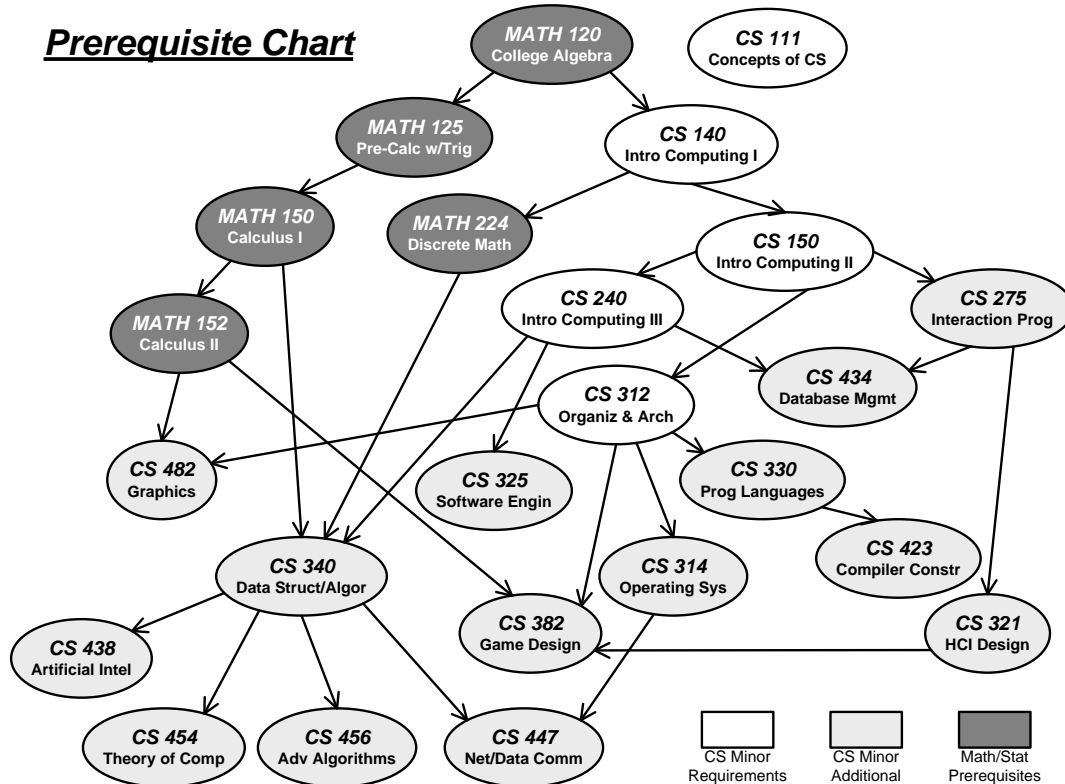 Prerequisite Chart
MATH 120
College Algebra
CS 111
Concepts of CS
MATH 125
Pre-Calc w/Trig
CS 140
Intro Computing I
MATH 150
Calculus I
MATH 224
Discrete Math
CS 150
Intro Computing II
CS 240
Intro Computing III
CS 275
Interaction Prog
MATH 152
Calculus II
CS 434
Database Mgmt
CS 312
Organiz & Arch
CS 482
Graphics
CS 325
Software Engin
CS 330
Prog Languages
CS 423
Compiler Constr
CS 340
Data Struct/Algor
CS 314
Operating Sys
CS 382
Game Design
CS 321
HCI Design
CS 438
Artificial Intel
CS 454
Theory of Comp
CS 456
Adv Algorithms
CS 447
Net/Data Comm
CS Minor
Requirements
CS Minor
Additional
Math/Stat
Prerequisites